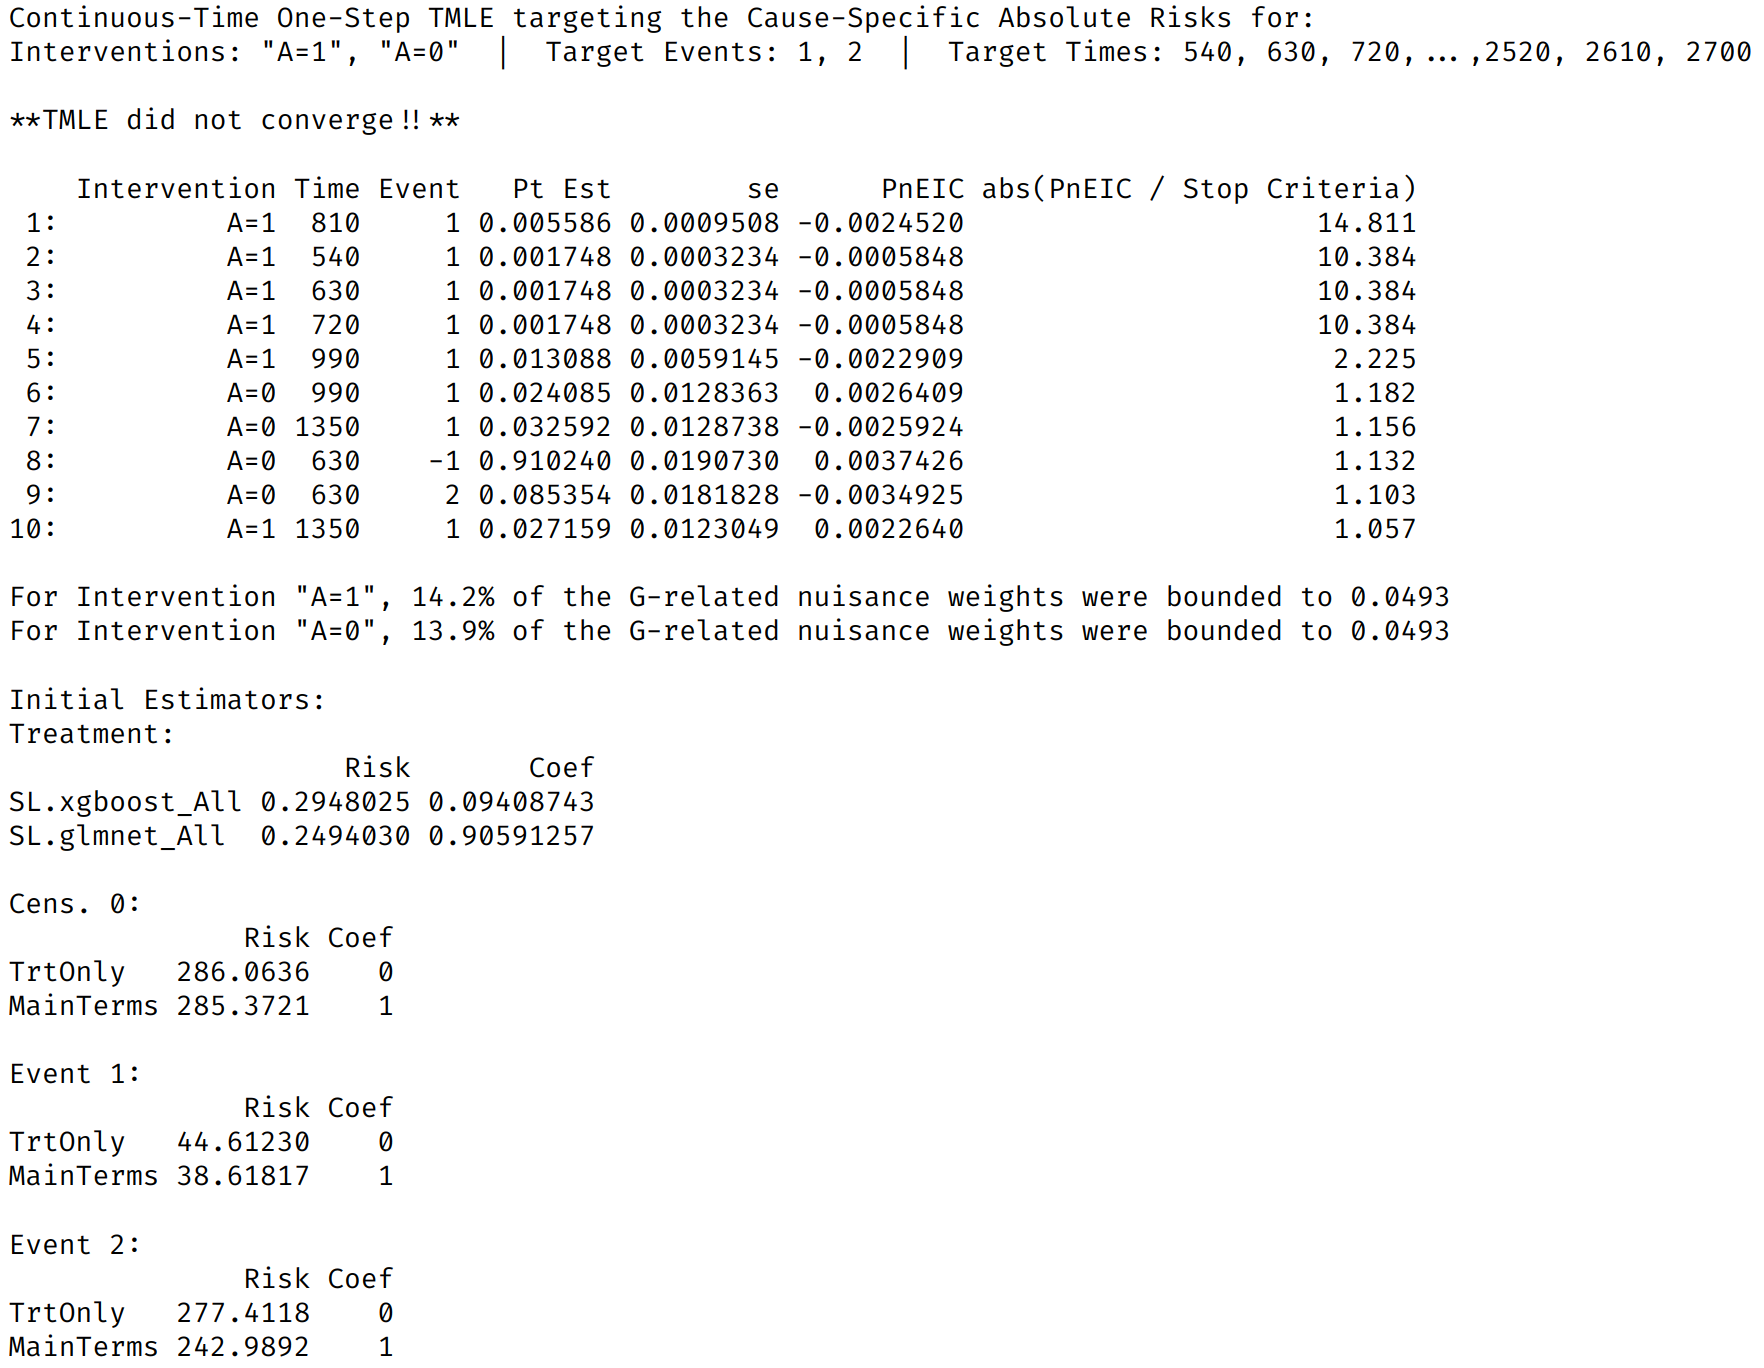 Continuous-Time One-Step TMLE targeting the Cause-Specific Absolute Risks for:
Interventions: "A=1", "A=0"  |  Target Events: 1, 2  |  Target Times: 540, 630, 720,...,2520, 2610, 2700
**TMLE did not converge!!**
    Intervention Time Event   Pt Est        se      PnEIC abs(PnEIC / Stop Criteria)
 1:          A=1  810     1 0.005586 0.0009508 -0.0024520                     14.811
 2:          A=1  540     1 0.001748 0.0003234 -0.0005848                     10.384
 3:          A=1  630     1 0.001748 0.0003234 -0.0005848                     10.384
 4:          A=1  720     1 0.001748 0.0003234 -0.0005848                     10.384
 5:          A=1  990     1 0.013088 0.0059145 -0.0022909                      2.225
 6:          A=0  990     1 0.024085 0.0128363  0.0026409                      1.182
 7:          A=0 1350     1 0.032592 0.0128738 -0.0025924                      1.156
 8:          A=0  630    -1 0.910240 0.0190730  0.0037426                      1.132
 9:          A=0  630     2 0.085354 0.0181828 -0.0034925                      1.103
10:          A=1 1350     1 0.027159 0.0123049  0.0022640                      1.057
For Intervention "A=1", 14.2% of the G-related nuisance weights were bounded to 0.0493
For Intervention "A=0", 13.9% of the G-related nuisance weights were bounded to 0.0493
Initial Estimators:
Treatment:
                    Risk       Coef
SL.xgboost_All 0.2948025 0.09408743
SL.glmnet_All  0.2494030 0.90591257
Cens. 0:
              Risk Coef
TrtOnly   286.0636    0
MainTerms 285.3721    1
Event 1:
              Risk Coef
TrtOnly   44.61230    0
MainTerms 38.61817    1
Event 2:
              Risk Coef
TrtOnly   277.4118    0
MainTerms 242.9892    1